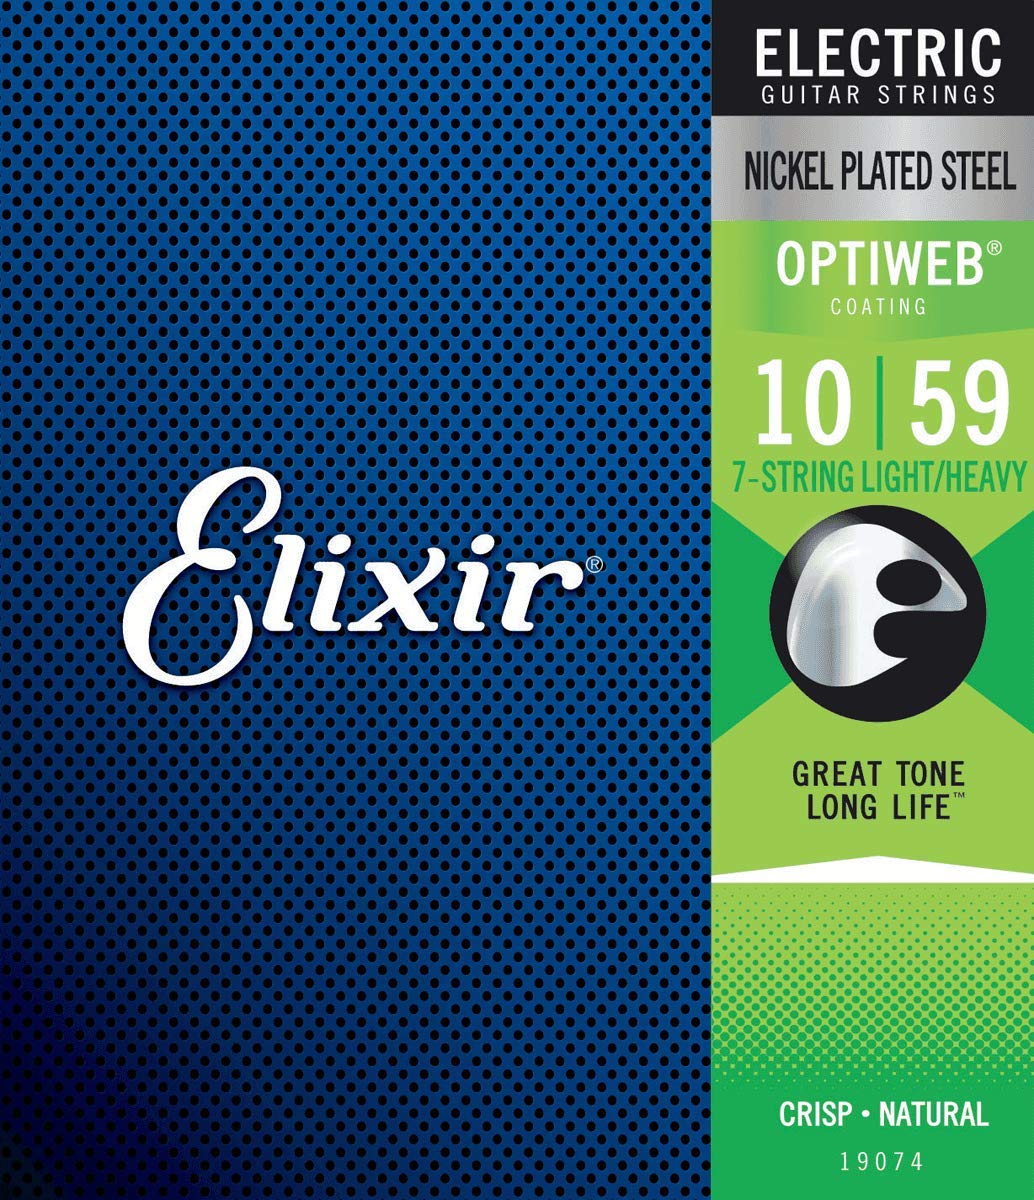 ELECTRIC
GUITAR STRINGS
NICKEL PLATED STEEL
OPTIWEB®
COATING
10 | 59
7-STRING LIGHT/HEAVY
Elixir®
GREAT TONE
LONG LIFE™
CRISP • NATURAL
19074